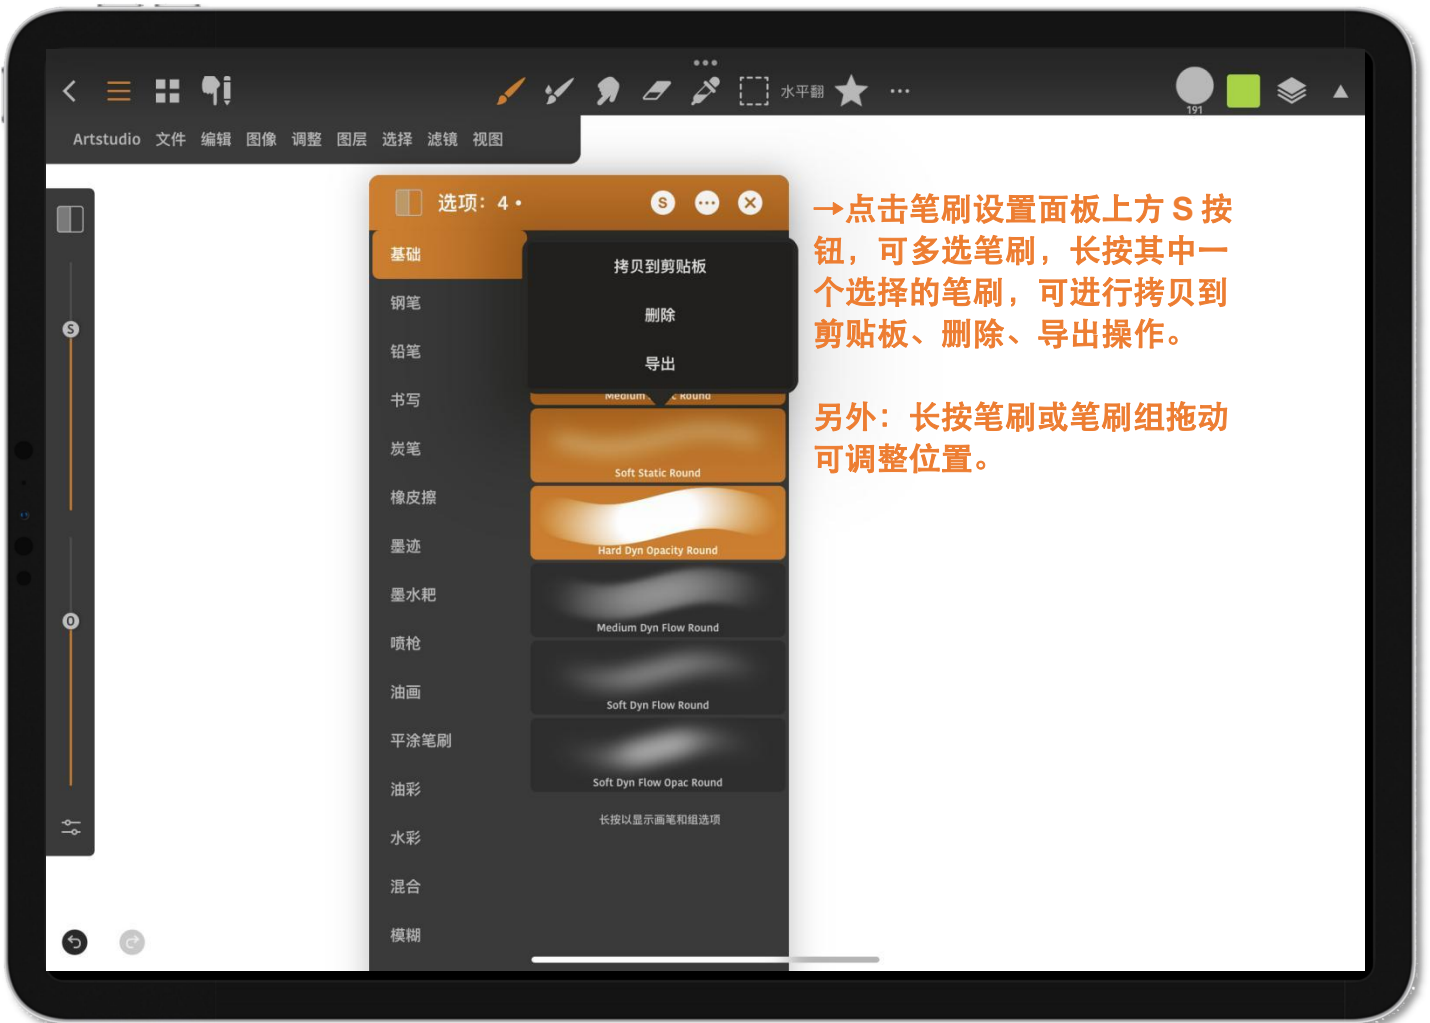 水平翻
191
Artstudio 文件 编辑 图像 调整 图层 选择 滤镜 视图
选项：4 •
S
基础
钢笔
铅笔
书写
炭笔
橡皮擦
墨迹
墨水耙
喷枪
油画
平涂笔刷
油彩
水彩
混合
模糊
拷贝到剪贴板
删除
导出
Medium
Round
Soft Static Round
Hard Dyn Opacity Round
Medium Dyn Flow Round
Soft Dyn Flow Round
Soft Dyn Flow Opac Round
长按以显示画笔和组选项
S
O
→点击笔刷设置面板上方 S 按
钮，可多选笔刷，长按其中一
个选择的笔刷，可进行拷贝到
剪贴板、删除、导出操作。
另外：长按笔刷或笔刷组拖动
可调整位置。